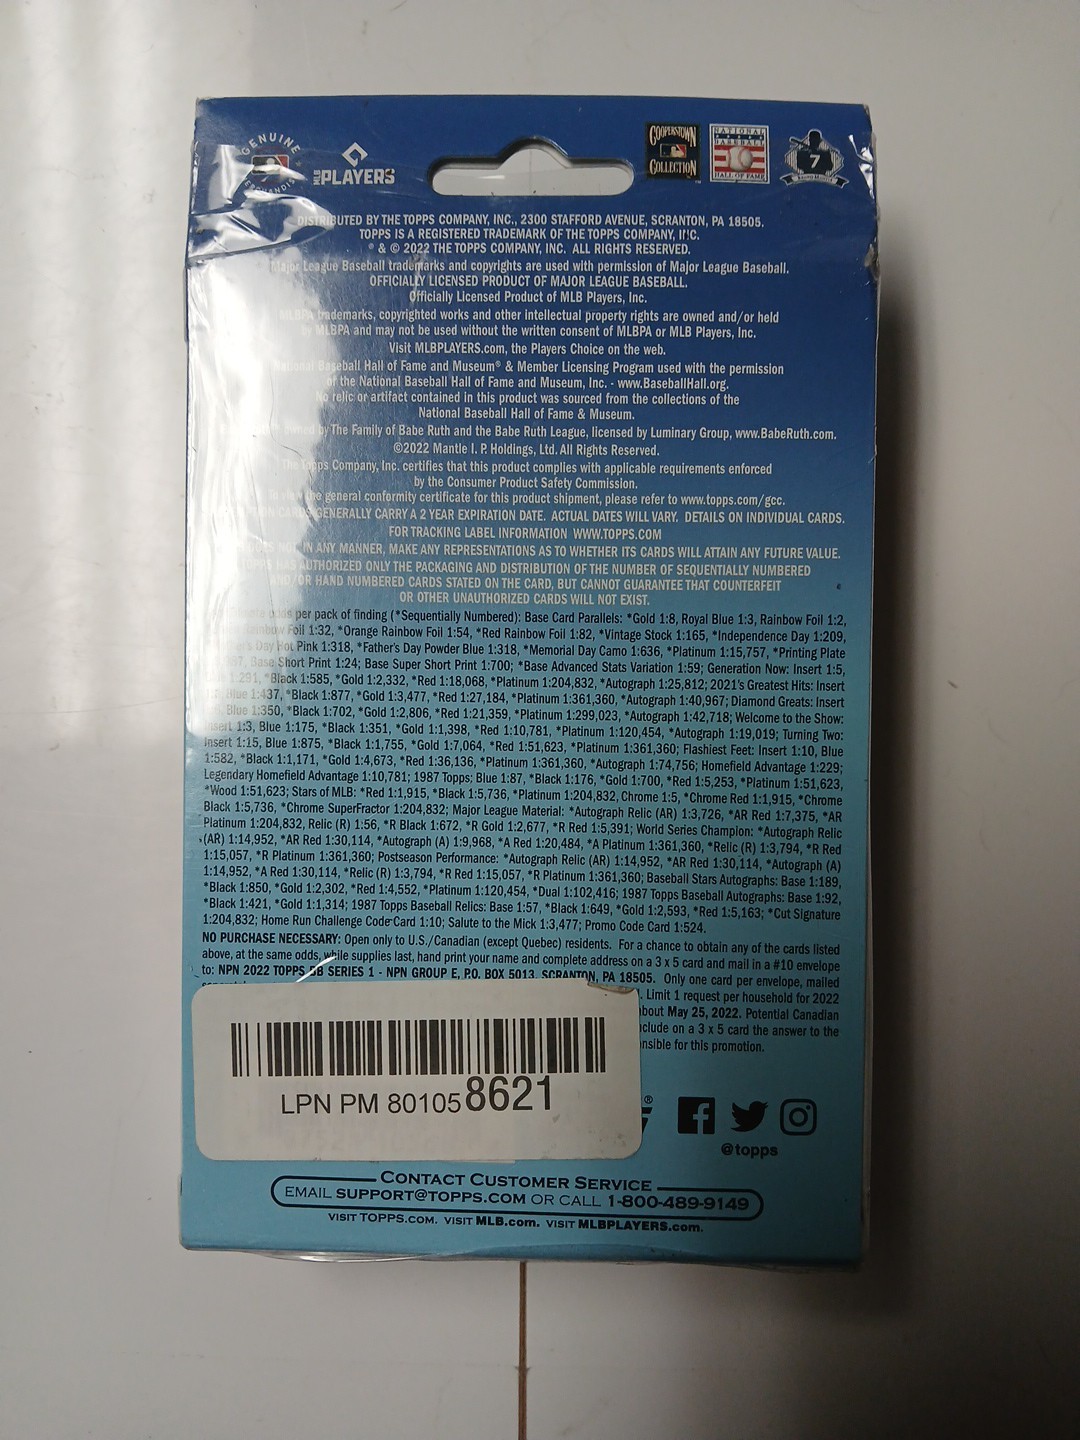 GENUINE
MERCHANDISE
MLB PLAYERS
COOPERSTOWN
COLLECTION
NATIONAL
BASEBALL
HALL OF FAME
7
DISTRIBUTED BY THE TOPPS COMPANY, INC., 2300 STAFFORD AVENUE, SCRANTON, PA 18505.
TOPPS IS A REGISTERED TRADEMARK OF THE TOPPS COMPANY, INC.
® & © 2022 THE TOPPS COMPANY, INC. ALL RIGHTS RESERVED.
Major League Baseball trademarks and copyrights are used with permission of Major League Baseball.
OFFICIALLY LICENSED PRODUCT OF MAJOR LEAGUE BASEBALL.
Officially Licensed Product of MLB Players, Inc.
MLBPA trademarks, copyrighted works and other intellectual property rights are owned and/or held
by MLBPA and may not be used without the written consent of MLBPA or MLB Players, Inc.
Visit MLBPLAYERS.com, the Players Choice on the web.
National Baseball Hall of Fame and Museum® & Member Licensing Program used with the permission
of the National Baseball Hall of Fame and Museum, Inc. - www.BaseballHall.org.
No relic or artifact contained in this product was sourced from the collections of the
National Baseball Hall of Fame & Museum.
owned by The Family of Babe Ruth and the Babe Ruth League, licensed by Luminary Group, www.BabeRuth.com.
©2022 Mantle I. P. Holdings, Ltd. All Rights Reserved.
The Topps Company, Inc. certifies that this product complies with applicable requirements enforced
by the Consumer Product Safety Commission.
To view the general conformity certificate for this product shipment, please refer to www.topps.com/gcc.
CARDS GENERALLY CARRY A 2 YEAR EXPIRATION DATE. ACTUAL DATES WILL VARY. DETAILS ON INDIVIDUAL CARDS.
FOR TRACKING LABEL INFORMATION WWW.TOPPS.COM
DOES NOT, IN ANY MANNER, MAKE ANY REPRESENTATIONS AS TO WHETHER ITS CARDS WILL ATTAIN ANY FUTURE VALUE.
TOPPS HAS AUTHORIZED ONLY THE PACKAGING AND DISTRIBUTION OF THE NUMBER OF SEQUENTIALLY NUMBERED
AND/OR HAND NUMBERED CARDS STATED ON THE CARD, BUT CANNOT GUARANTEE THAT COUNTERFEIT
OR OTHER UNAUTHORIZED CARDS WILL NOT EXIST.
odds per pack of finding (*Sequentially Numbered): Base Card Parallels: *Gold 1:8, Royal Blue 1:3, Rainbow Foil 1:2,
Rainbow Foil 1:32, *Orange Rainbow Foil 1:54, *Red Rainbow Foil 1:82, *Vintage Stock 1:165, *Independence Day 1:209,
Day Hot Pink 1:318, *Father's Day Powder Blue 1:318, *Memorial Day Camo 1:636, *Platinum 1:15,757, *Printing Plate
Base Short Print 1:24; Base Super Short Print 1:700; *Base Advanced Stats Variation 1:59; Generation Now: Insert 1:5,
1:291, *Black 1:585, *Gold 1:2,332, *Red 1:18,068, *Platinum 1:204,832, *Autograph 1:25,812; 2021's Greatest Hits: Insert
Blue 1:437, *Black 1:877, *Gold 1:3,477, *Red 1:27,184, *Platinum 1:361,360, *Autograph 1:40,967; Diamond Greats: Insert
Blue 1:350, *Black 1:702, *Gold 1:2,806, *Red 1:21,359, *Platinum 1:299,023, *Autograph 1:42,718; Welcome to the Show:
Insert 1:3, Blue 1:175, *Black 1:351, *Gold 1:1,398, *Red 1:10,781, *Platinum 1:120,454, *Autograph 1:19,019; Turning Two:
Insert 1:15, Blue 1:875, *Black 1:1,755, *Gold 1:7,064, *Red 1:51,623, *Platinum 1:361,360; Flashiest Feet: Insert 1:10, Blue
1:582, *Black 1:1,171, *Gold 1:4,673, *Red 1:36,136, *Platinum 1:361,360, *Autograph 1:74,756; Homefield Advantage 1:229;
Legendary Homefield Advantage 1:10,781; 1987 Topps: Blue 1:87, *Black 1:176, *Gold 1:700, *Red 1:5,253, *Platinum 1:51,623,
*Wood 1:51,623; Stars of MLB: *Red 1:1,915, *Black 1:5,736, *Platinum 1:204,832, Chrome 1:5, *Chrome Red 1:1,915, *Chrome
Black 1:5,736, *Chrome SuperFractor 1:204,832; Major League Material: *Autograph Relic (AR) 1:3,726, *AR Red 1:7,375, *AR
Platinum 1:204,832, Relic (R) 1:56, *R Black 1:672, *R Gold 1:2,677, *R Red 1:5,391; World Series Champion: *Autograph Relic
(AR) 1:14,952, *AR Red 1:30,114, *Autograph (A) 1:9,968, *A Red 1:20,484, *A Platinum 1:361,360, *Relic (R) 1:3,794, *R Red
1:15,057, *R Platinum 1:361,360; Postseason Performance: *Autograph Relic (AR) 1:14,952, *AR Red 1:30,114, *Autograph (A)
1:14,952, *A Red 1:30,114, *Relic (R) 1:3,794, *R Red 1:15,057, *R Platinum 1:361,360; Baseball Stars Autographs: Base 1:189,
*Black 1:850, *Gold 1:2,302, *Red 1:4,552, *Platinum 1:120,454, *Dual 1:102,416; 1987 Topps Baseball Autographs: Base 1:92,
*Black 1:421, *Gold 1:1,314; 1987 Topps Baseball Relics: Base 1:57, *Black 1:649, *Gold 1:2,593, *Red 1:5,163; *Cut Signature
1:204,832; Home Run Challenge Code Card 1:10; Salute to the Mick 1:3,477; Promo Code Card 1:524.
NO PURCHASE NECESSARY: Open only to U.S./Canadian (except Quebec) residents. For a chance to obtain any of the cards listed
above, at the same odds, while supplies last, hand print your name and complete address on a 3 x 5 card and mail in a #10 envelope
to: NPN 2022 TOPPS BB SERIES 1 - NPN GROUP E, P.O. BOX 5013, SCRANTON, PA 18505. Only one card per envelope, mailed
. Limit 1 request per household for 2022
about May 25, 2022. Potential Canadian
include on a 3 x 5 card the answer to the
for this promotion.
LPN PM 801058621
®
@topps
CONTACT CUSTOMER SERVICE
EMAIL SUPPORT@TOPPS.COM OR CALL 1-800-489-9149
VISIT TOPPS.COM. VISIT MLB.com. VISIT MLBPLAYERS.com.